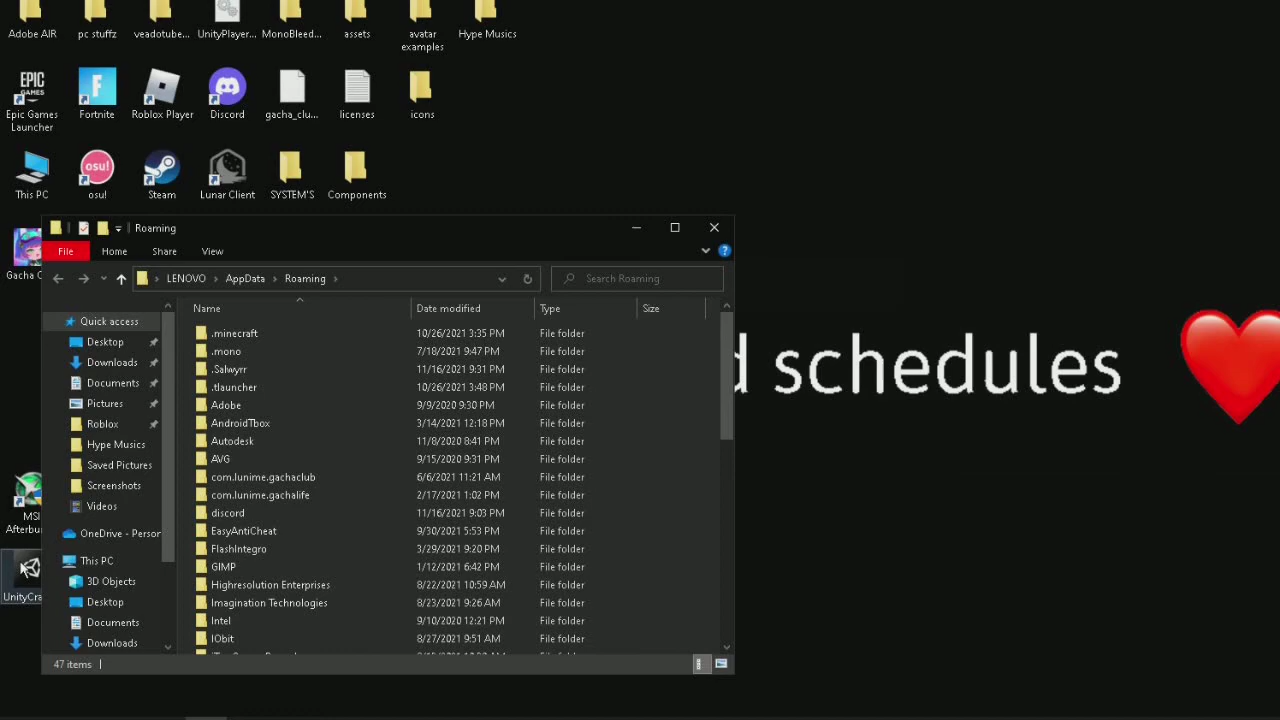 Adobe AIR
pc stuffz
veadotube...
UnityPlayer...
MonoBleed...
assets
avatar
examples
Hype Musics
EPIC
GAMES
Epic Games
Launcher
Fortnite
Roblox Player
Discord
gacha_clu...
licenses
icons
This PC
osu!
osu!
Steam
Lunar Client
SYSTEM'S
Components
Gacha C
MSI
Afterbu
UnityCra
d schedules
Roaming
File
Home
Share
View
LENOVO
AppData
Roaming
Search Roaming
Name
Date modified
Type
Size
Quick access
Desktop
Downloads
Documents
Pictures
Roblox
Hype Musics
Saved Pictures
Screenshots
Videos
OneDrive - Person
This PC
3D Objects
Desktop
Documents
Downloads
.minecraft 10/26/2021 3:35 PM File folder
.mono 7/18/2021 9:47 PM File folder
.Salwyrr 11/16/2021 9:31 PM File folder
.tlauncher 10/26/2021 3:48 PM File folder
Adobe 9/9/2020 9:30 PM File folder
AndroidTbox 3/14/2021 12:18 PM File folder
Autodesk 11/8/2020 8:41 PM File folder
AVG 9/15/2020 9:31 PM File folder
com.lunime.gachaclub 6/6/2021 11:21 AM File folder
com.lunime.gachalife 2/17/2021 1:02 PM File folder
discord 11/16/2021 9:03 PM File folder
EasyAntiCheat 9/30/2021 5:53 PM File folder
FlashIntegro 3/29/2021 9:20 PM File folder
GIMP 1/12/2021 6:42 PM File folder
Highresolution Enterprises 8/22/2021 10:59 AM File folder
Imagination Technologies 8/23/2021 9:26 AM File folder
Intel 9/10/2020 12:21 PM File folder
IObit 8/27/2021 9:51 AM File folder
47 items